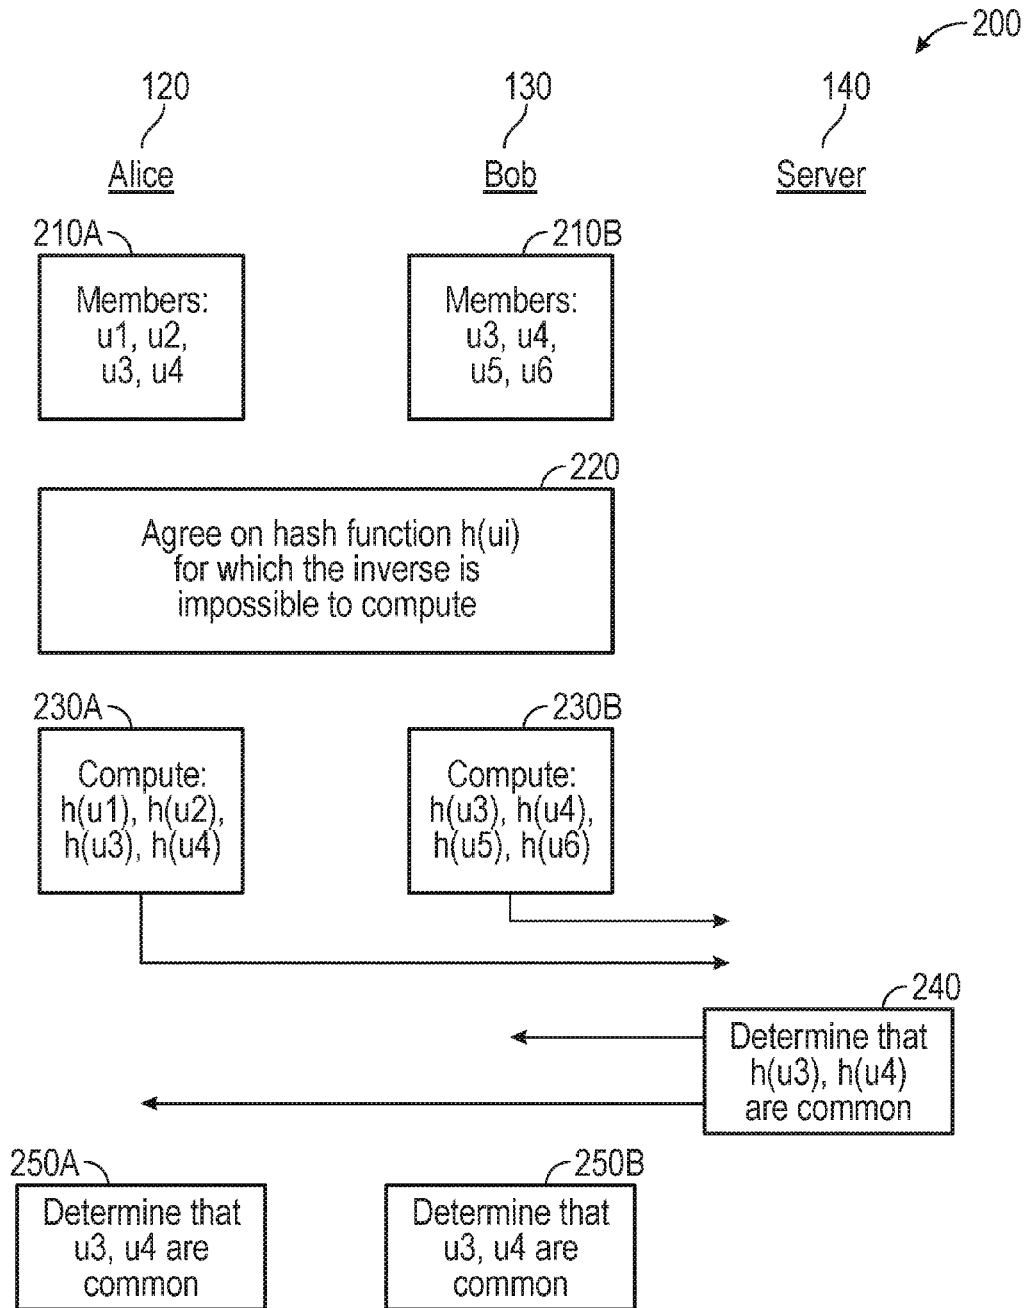 200
120
130
140
Alice
Bob
Server
210A
210B
Members:
u1, u2,
u3, u4
Members:
u3, u4,
u5, u6
220
Agree on hash function h(ui)
for which the inverse is
impossible to compute
230A
230B
Compute:
h(u1), h(u2),
h(u3), h(u4)
Compute:
h(u3), h(u4),
h(u5), h(u6)
240
Determine that
h(u3), h(u4)
are common
250A
250B
Determine that
u3, u4 are
common
Determine that
u3, u4 are
common